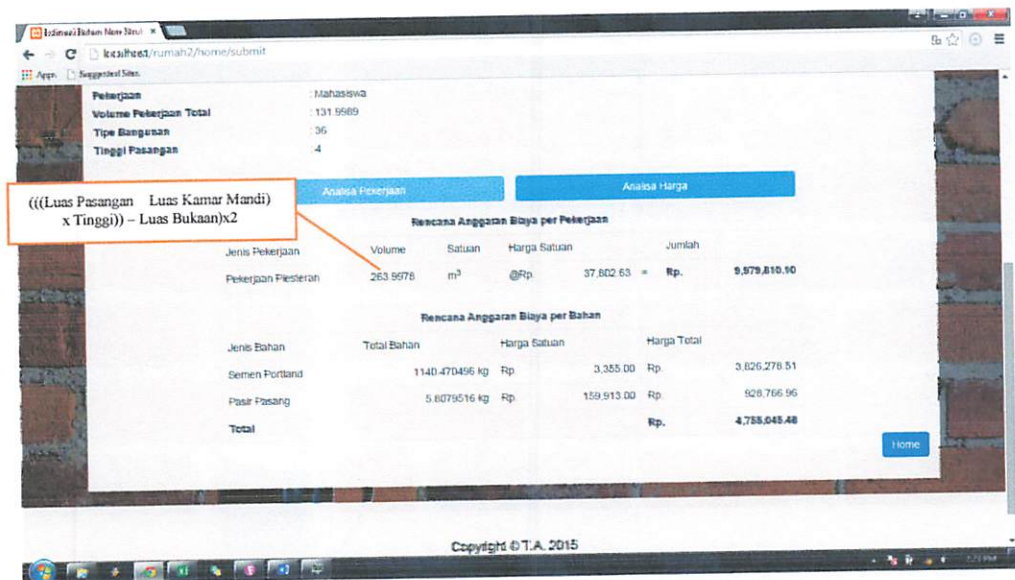 localhost/rumah2/home/submit
Apps Suggested Sites
Pekerjaan : Mahasiswa
Volume Pekerjaan Total : 131.9989
Tipe Bangunan : 36
Tinggi Pasangan : 4
Analisa Pekerjaan Analisa Harga
(((Luas Pasangan Luas Kamar Mandi)
x Tinggi)) – Luas Bukaan)x2
Rencana Anggaran Biaya per Pekerjaan
Jenis Pekerjaan Volume Satuan Harga Satuan Jumlah
Pekerjaan Plesteran 263.9978 m³ @Rp. 37,802.63 = Rp. 9,979,810.10
Rencana Anggaran Biaya per Bahan
Jenis Bahan Total Bahan Harga Satuan Harga Total
Semen Portland 1140.470496 kg Rp. 3,355.00 Rp. 3,826,278.51
Pasir Pasang 5.8079516 kg Rp. 159,913.00 Rp. 928,766.96
Total Rp. 4,755,045.48
Home
Copyright © T.A. 2015